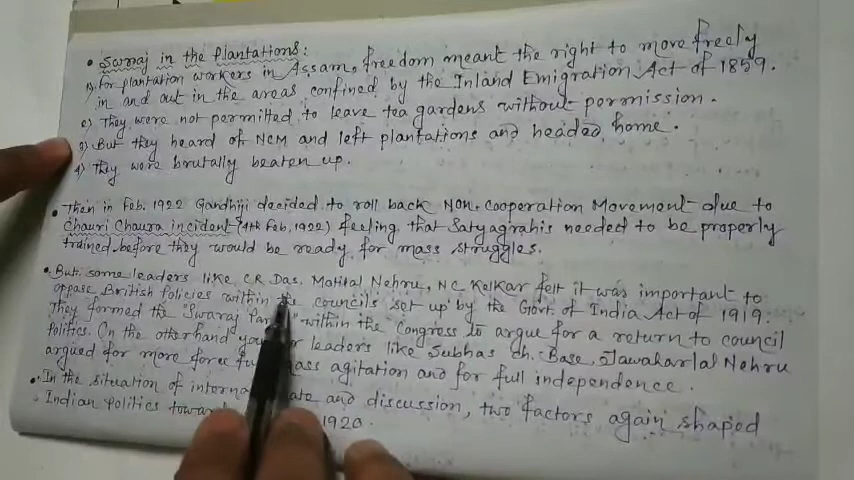 • Swaraj in the Plantations:
1) For plantation workers in Assam, freedom meant the right to move freely
in and out in the areas confined by the Inland Emigration Act of 1859.
2) They were not permitted to leave tea gardens without permission.
3) But they heard of NCM and left plantations and headed home.
4) They were brutally beaten up.
• Then in Feb. 1922 Gandhiji decided to roll back Non-Cooperation Movement due to
Chauri Chaura incident (4th Feb, 1922) feeling that Satyagrahis needed to be properly
trained before they would be ready for mass struggles.
• But some leaders like C.R Das. Motilal Nehru, N C Kelkar felt it was important to
oppose British policies within the councils set up by the Govt. of India Act of 1919.
They formed the "Swaraj within the Congress to argue for a return to council
Politics. On the otherhand leaders like Subhas Ch. Bose, Jawaharlal Nehru
argued for more mass agitation and for full independence.
• In the situation of and discussion, two factors again shaped
Indian politics 1920.